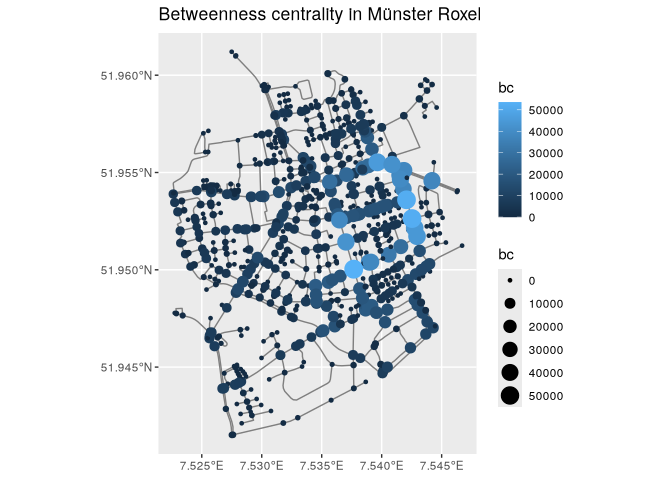 Betweenness centrality in Münster Roxel
51.960°N
51.955°N
51.950°N
51.945°N
7.525°E 7.530°E 7.535°E 7.540°E 7.545°E
bc
50000
40000
30000
20000
10000
0
bc
0
10000
20000
30000
40000
50000